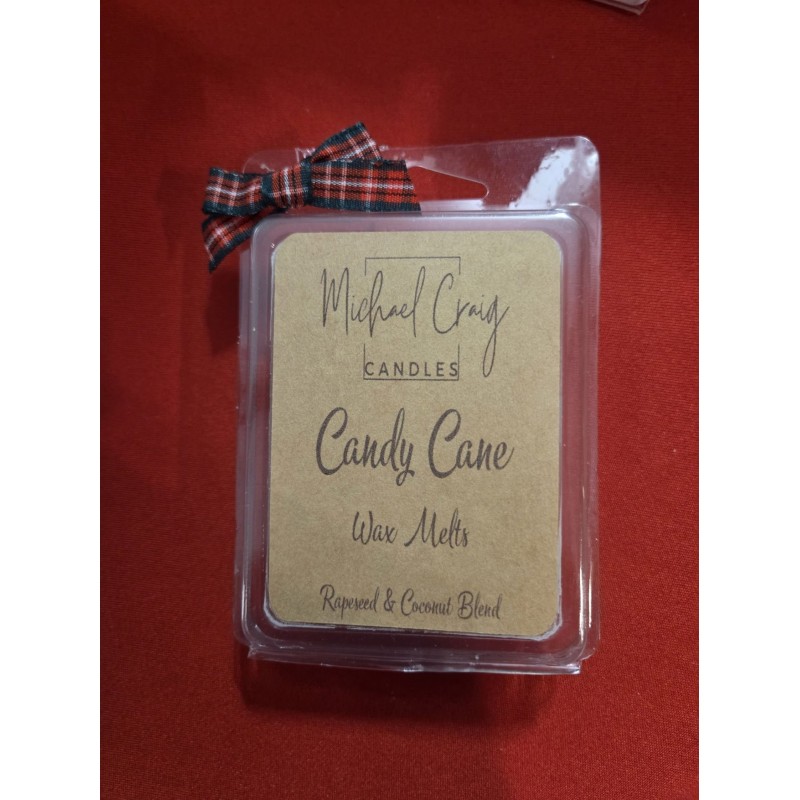 Michael Craig
CANDLES
Candy Cane
Wax Melts
Rapeseed & Coconut Blend